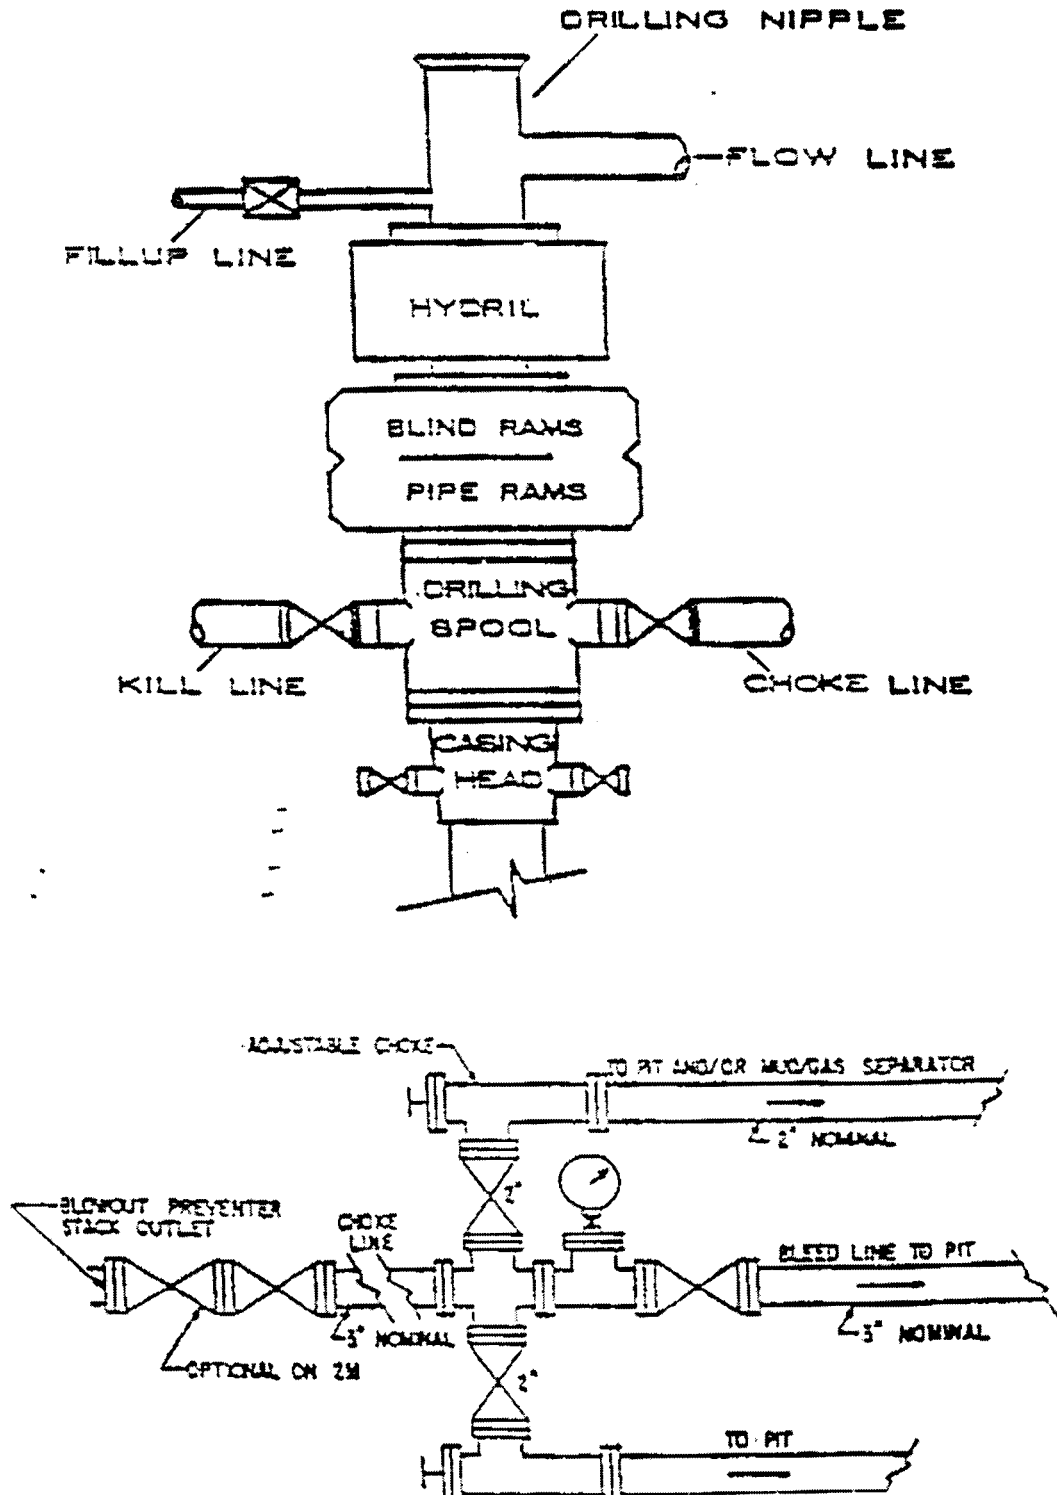 DRILLING NIPPLE
FLOW LINE
FILLUP LINE
HYDRIL
BLIND RAMS
PIPE RAMS
DRILLING
SPOOL
KILL LINE
CHOKE LINE
CASING
HEAD
ADJUSTABLE CHOKE
TO PIT AND/OR MUD/GAS SEPARATOR
2" NOMINAL
2"
BLOWOUT PREVENTER
STACK OUTLET
CHOKE
LINE
BLEED LINE TO PIT
3" NOMINAL
3" NOMINAL
OPTIONAL ON 2M
2"
TO PIT